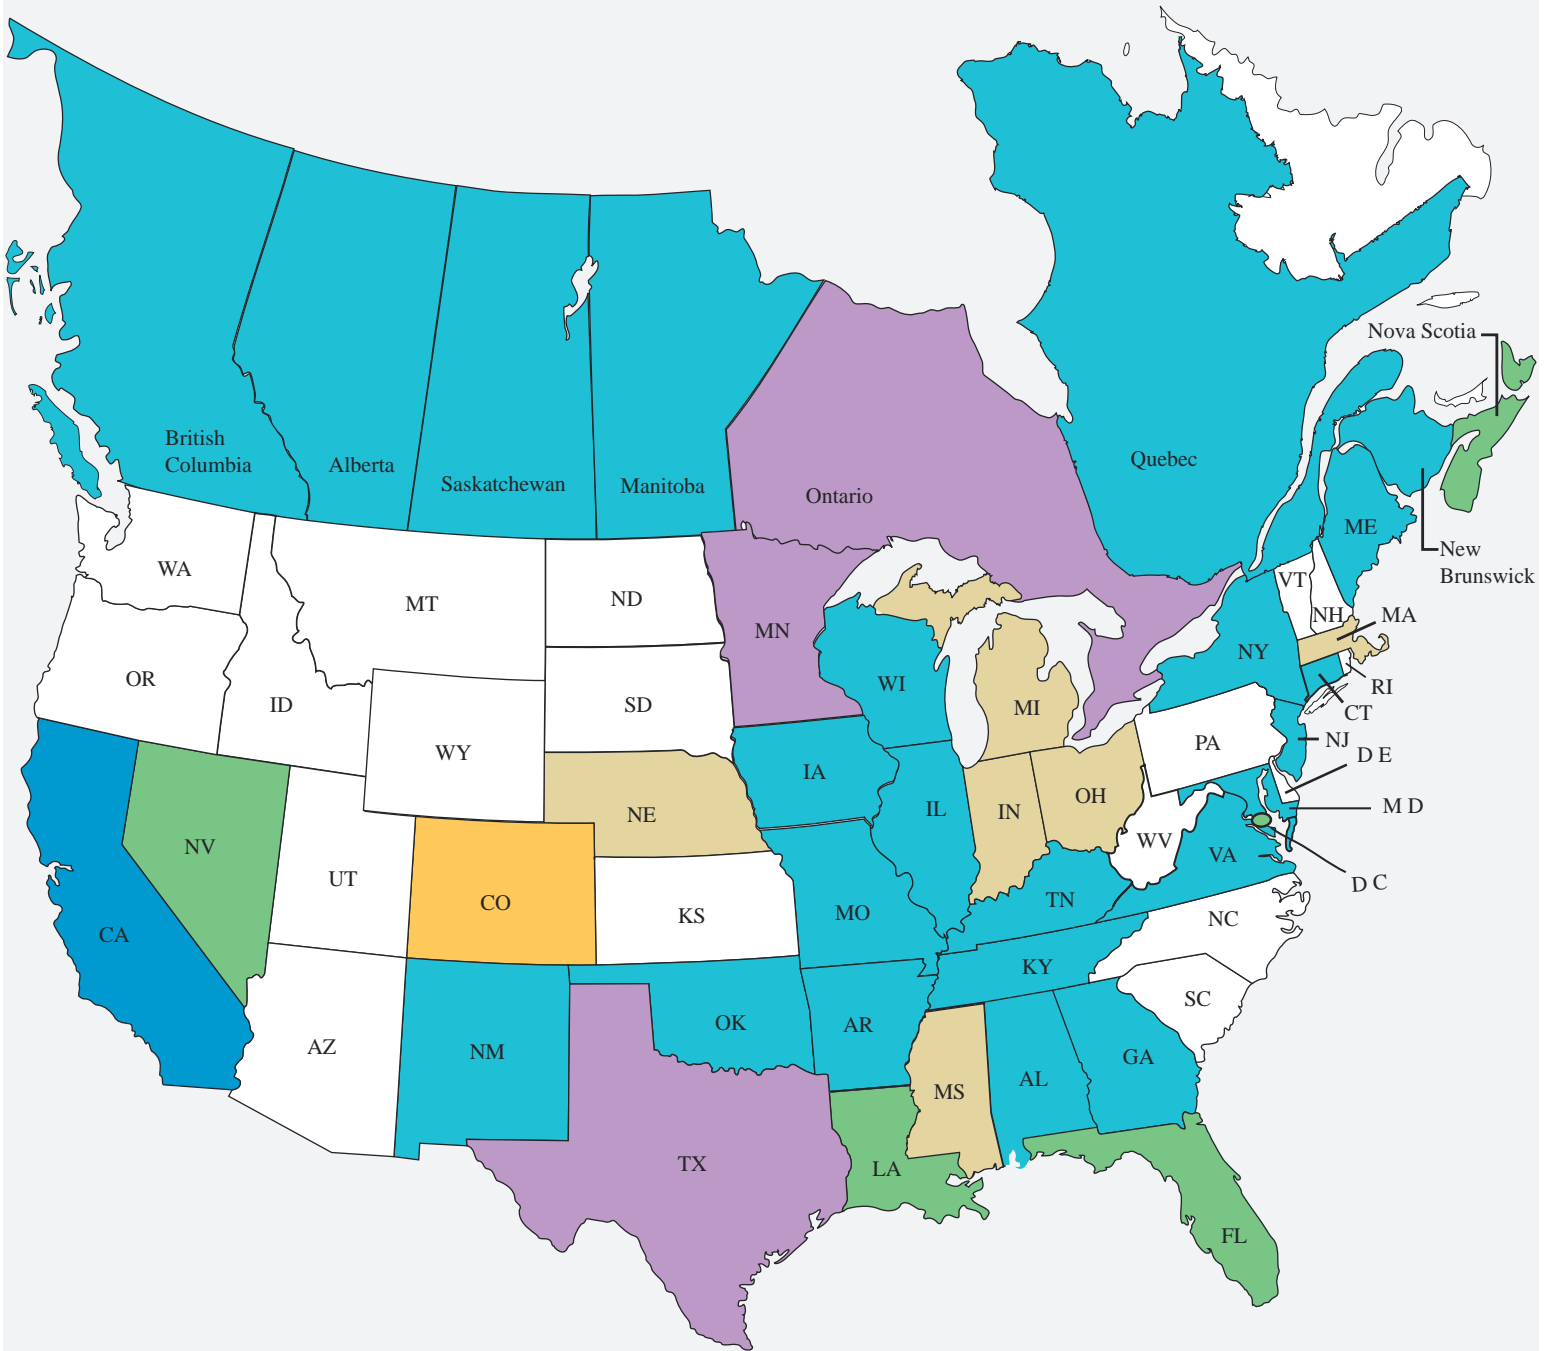 Nova Scotia
British
Columbia
Alberta
Saskatchewan
Manitoba
Ontario
Quebec
ME
New
Brunswick
WA
MT
ND
MN
VT
NH
MA
OR
ID
WY
SD
WI
MI
NY
RI
CT
NJ
PA
D E
M D
IA
NE
IL
IN
OH
WV
VA
D C
NV
UT
CO
KS
MO
TN
NC
CA
KY
SC
AZ
NM
OK
AR
GA
AL
MS
TX
LA
FL